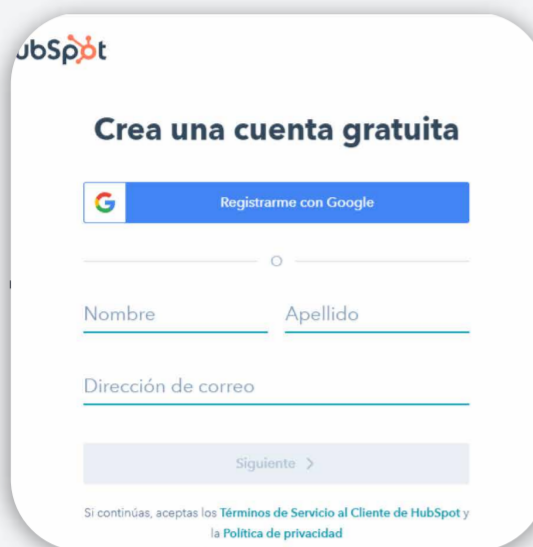 ubSpot
Crea una cuenta gratuita
G Registrarme con Google
O
Nombre Apellido
Dirección de correo
Siguiente >
Si continúas, aceptas los Términos de Servicio al Cliente de HubSpot y
la Política de privacidad